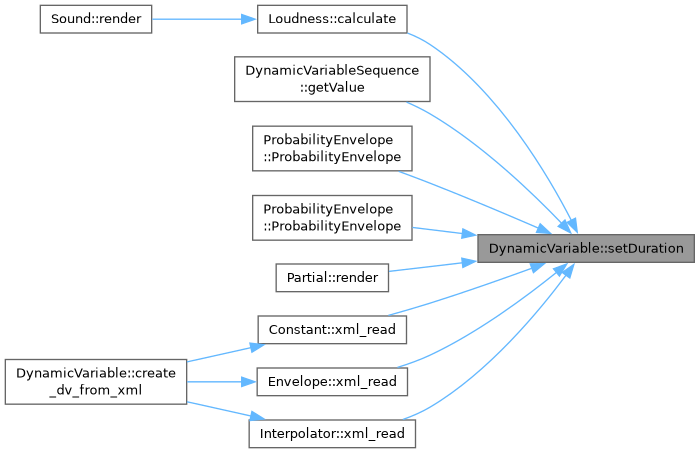 Sound::render
Loudness::calculate
DynamicVariableSequence
::getValue
ProbabilityEnvelope
::ProbabilityEnvelope
ProbabilityEnvelope
::ProbabilityEnvelope
DynamicVariable::setDuration
Partial::render
Constant::xml_read
DynamicVariable::create
_dv_from_xml
Envelope::xml_read
Interpolator::xml_read